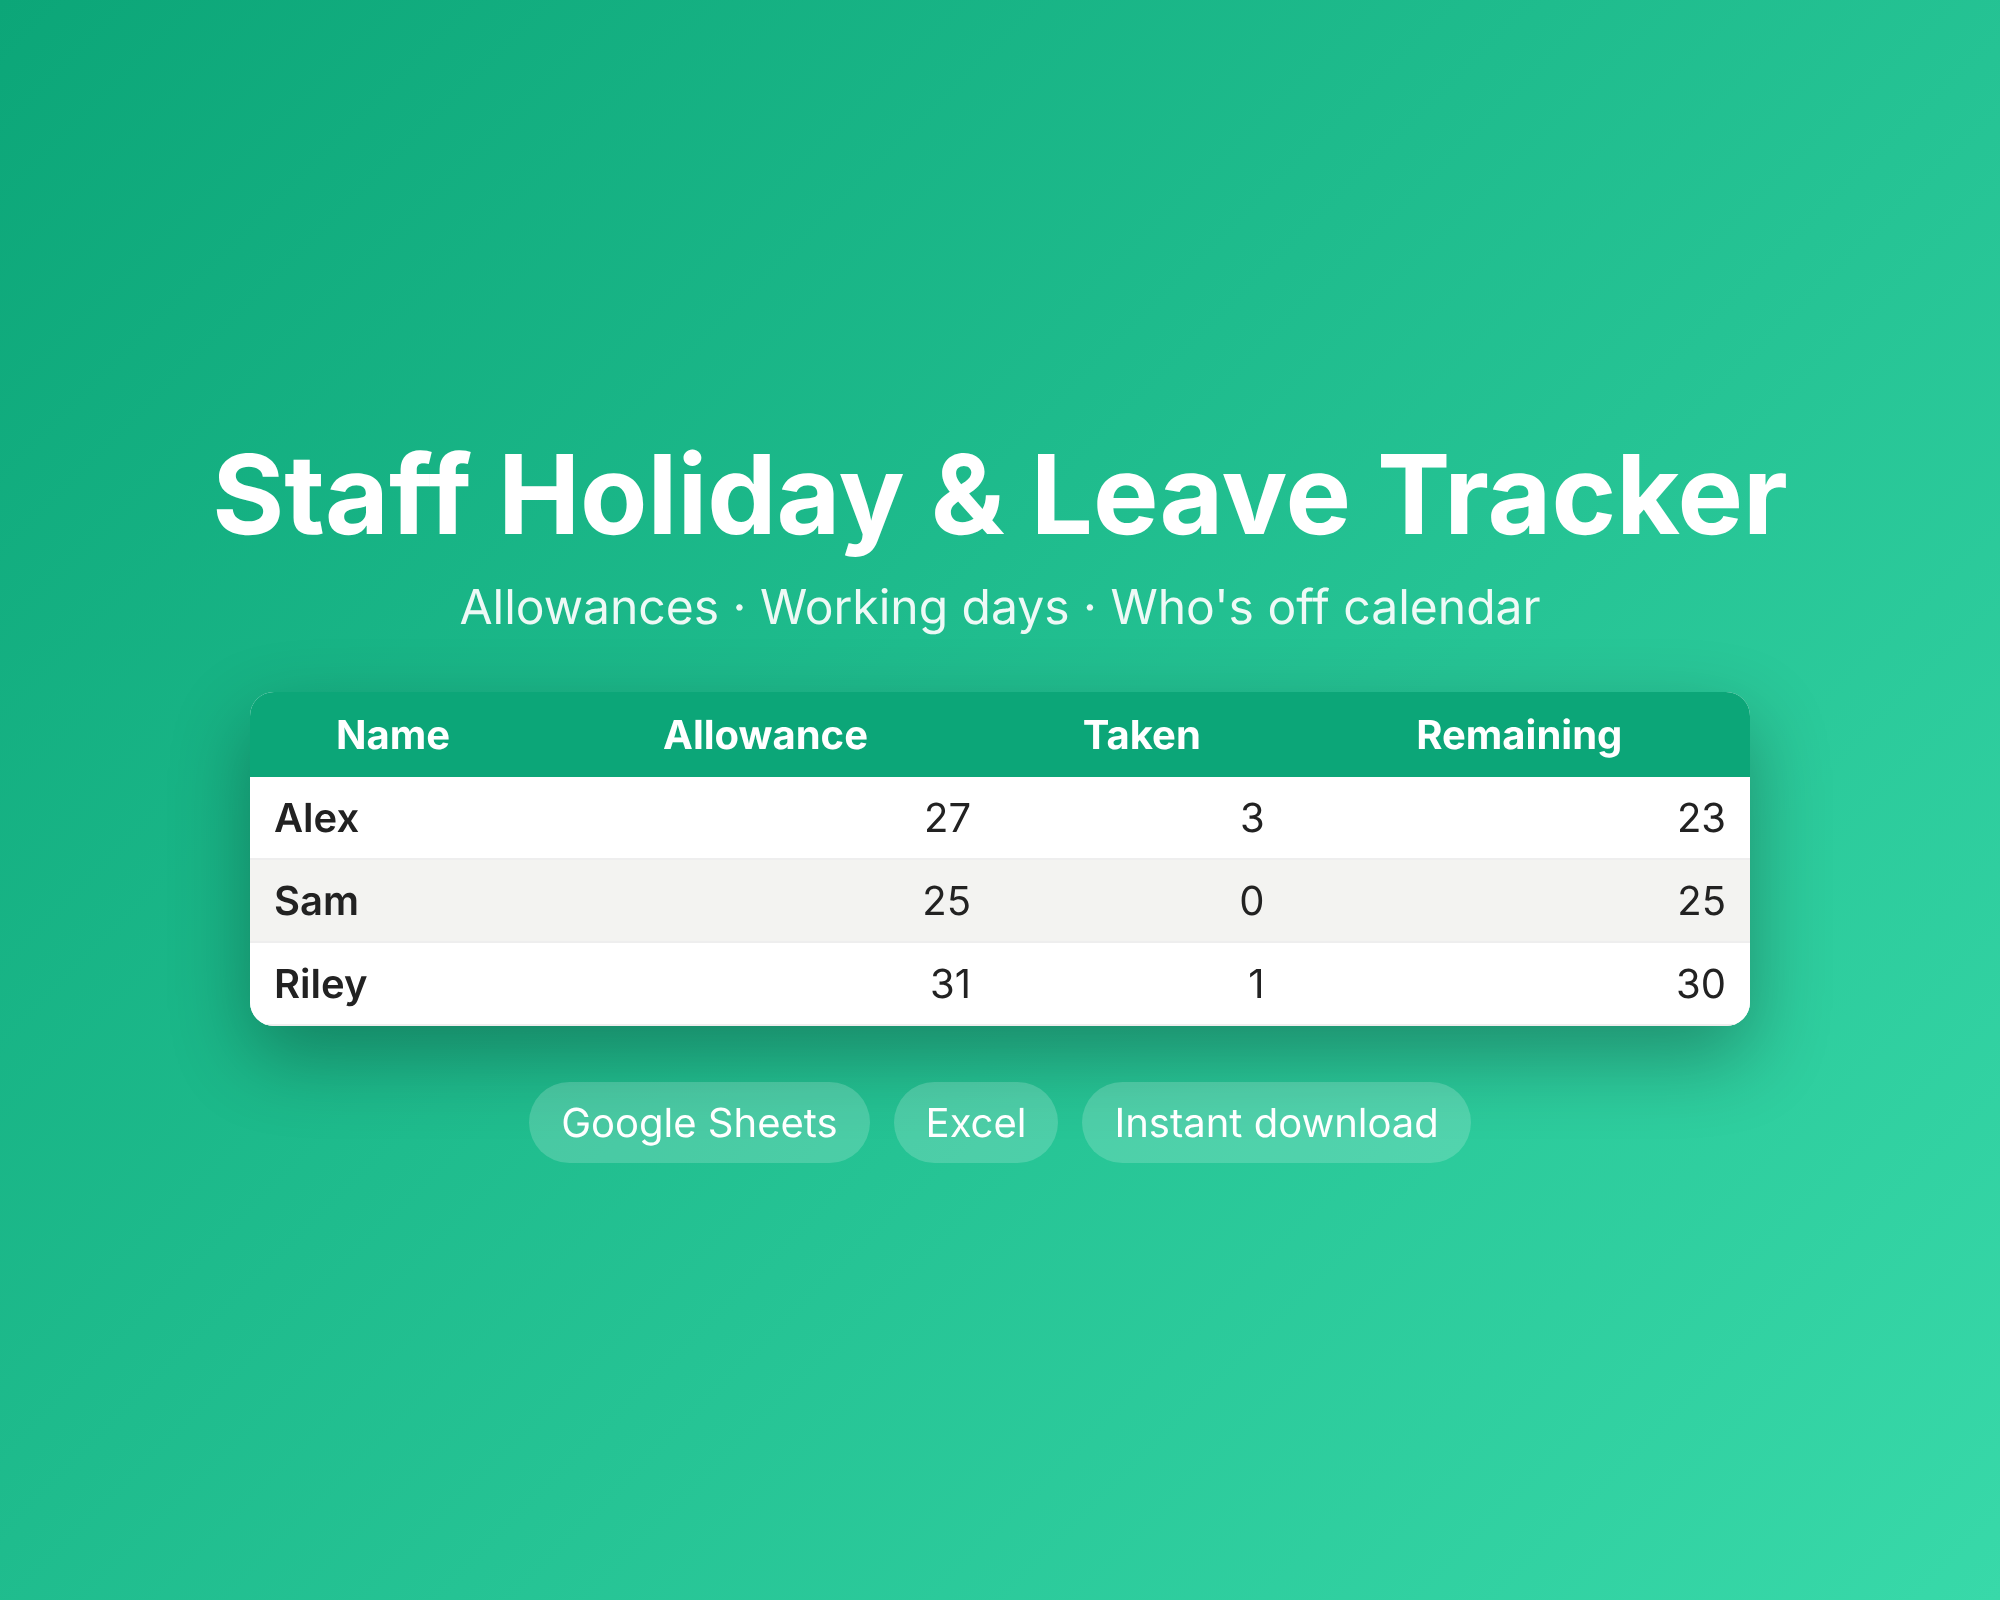 Staff Holiday & Leave Tracker
Allowances · Working days · Who's off calendar
Name Allowance Taken Remaining
Alex 27 3 23
Sam 25 0 25
Riley 31 1 30
Google Sheets Excel Instant download